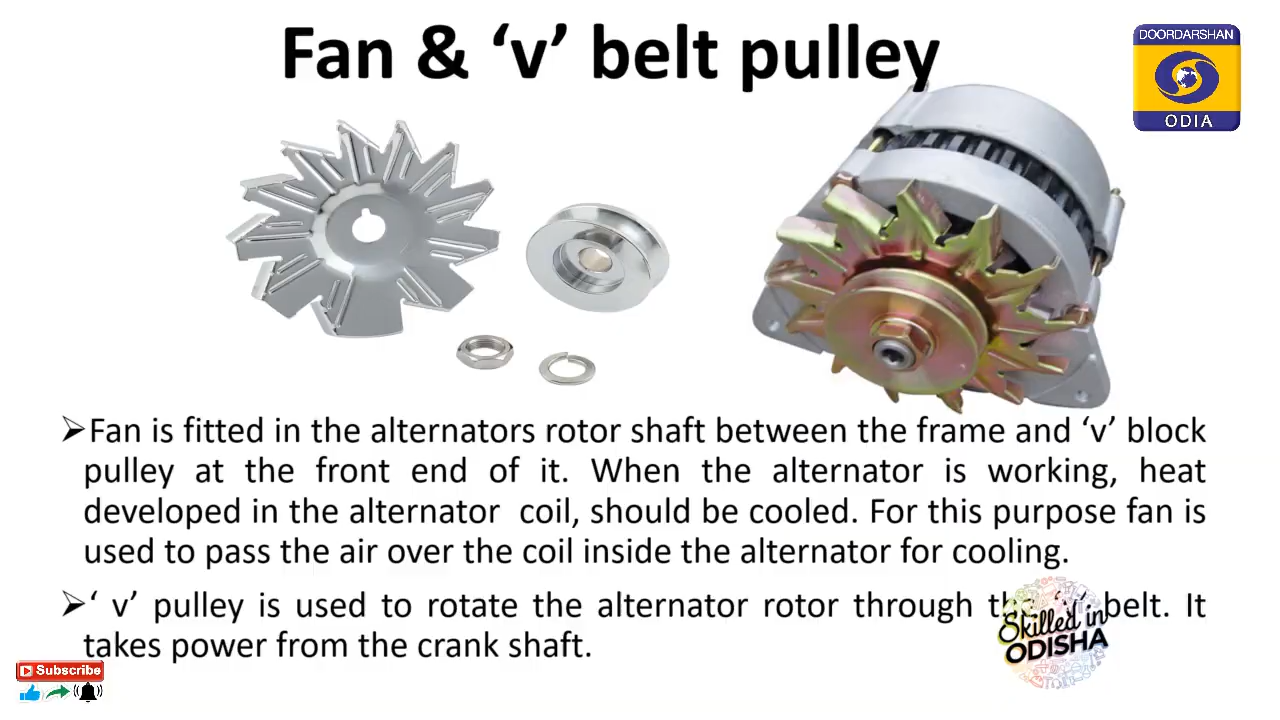 Fan & ‘v’ belt pulley
DOORDARSHAN
ODIA
➢Fan is fitted in the alternators rotor shaft between the frame and ‘v’ block
pulley at the front end of it. When the alternator is working, heat
developed in the alternator coil, should be cooled. For this purpose fan is
used to pass the air over the coil inside the alternator for cooling.
➢‘ v’ pulley is used to rotate the alternator rotor through the ‘v’ belt. It
takes power from the crank shaft.
Skilled in
ODISHA
Subscribe